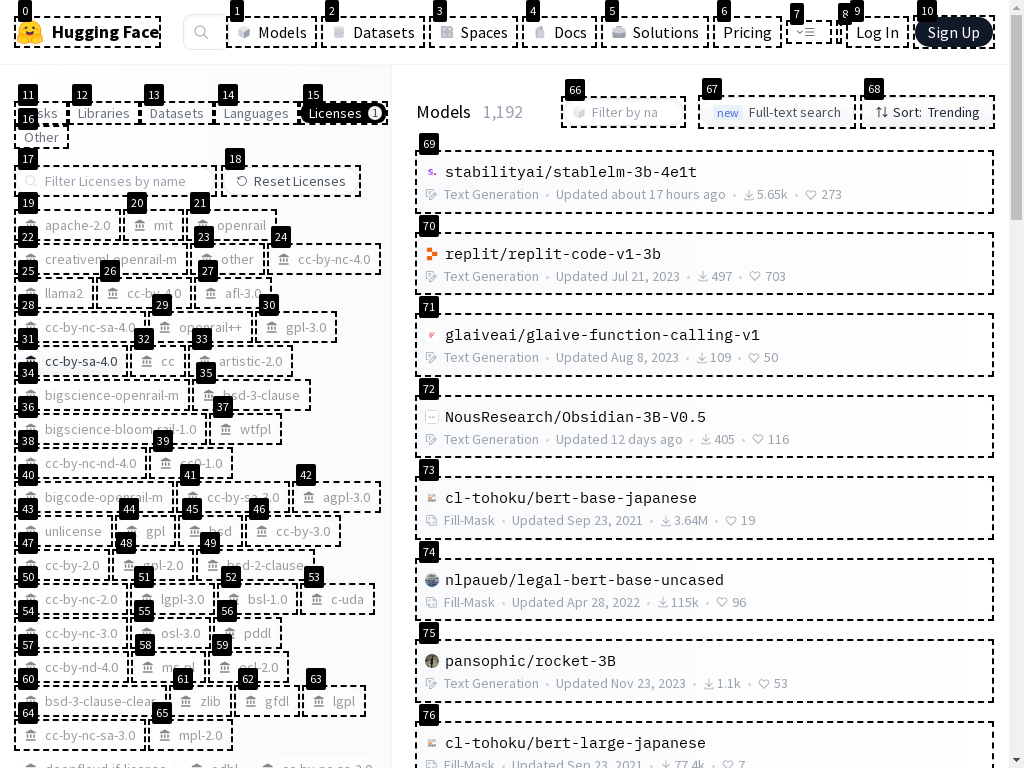 0 1 2 3 4 5 6 7 8 9 10
Hugging Face Models Datasets Spaces Docs Solutions Pricing Log In Sign Up
11 12 13 14 15
sks Libraries Datasets Languages Licenses 1
16
Other
17 18
Filter Licenses by name Reset Licenses
19 20 21
apache-2.0 mit openrail
22 23 24
creativeml-openrail-m other cc-by-nc-4.0
25 26 27
llama2 cc-by-4.0 afl-3.0
28 29 30
cc-by-nc-sa-4.0 openrail++ gpl-3.0
31 32 33
cc-by-sa-4.0 cc artistic-2.0
34 35
bigscience-openrail-m bsd-3-clause
36 37
bigscience-bloom-rail-1.0 wtfpl
38 39
cc-by-nc-nd-4.0 cc0-1.0
40 41 42
bigcode-openrail-m cc-by-sa-3.0 agpl-3.0
43 44 45 46
unlicense gpl bsd cc-by-3.0
47 48 49
cc-by-2.0 gpl-2.0 bsd-2-clause
50 51 52 53
cc-by-nc-2.0 lgpl-3.0 bsl-1.0 c-uda
54 55 56
cc-by-nc-3.0 osl-3.0 pddl
57 58 59
cc-by-nd-4.0 ms-pl ecl-2.0
60 61 62 63
bsd-3-clause-clear zlib gfdl lgpl
64 65
cc-by-nc-sa-3.0 mpl-2.0
66 67 68
Models 1,192 Filter by na new Full-text search Sort: Trending
69
stabilityai/stablelm-3b-4e1t
Text Generation • Updated about 17 hours ago • 5.65k • 273
70
replit/replit-code-v1-3b
Text Generation • Updated Jul 21, 2023 • 497 • 703
71
glaiveai/glaive-function-calling-v1
Text Generation • Updated Aug 8, 2023 • 109 • 50
72
NousResearch/Obsidian-3B-V0.5
Text Generation • Updated 12 days ago • 405 • 116
73
cl-tohoku/bert-base-japanese
Fill-Mask • Updated Sep 23, 2021 • 3.64M • 19
74
nlpaueb/legal-bert-base-uncased
Fill-Mask • Updated Apr 28, 2022 • 115k • 96
75
pansophic/rocket-3B
Text Generation • Updated Nov 23, 2023 • 1.1k • 53
76
cl-tohoku/bert-large-japanese
Fill-Mask • Updated Sep 23, 2021 • 77.4k • 7